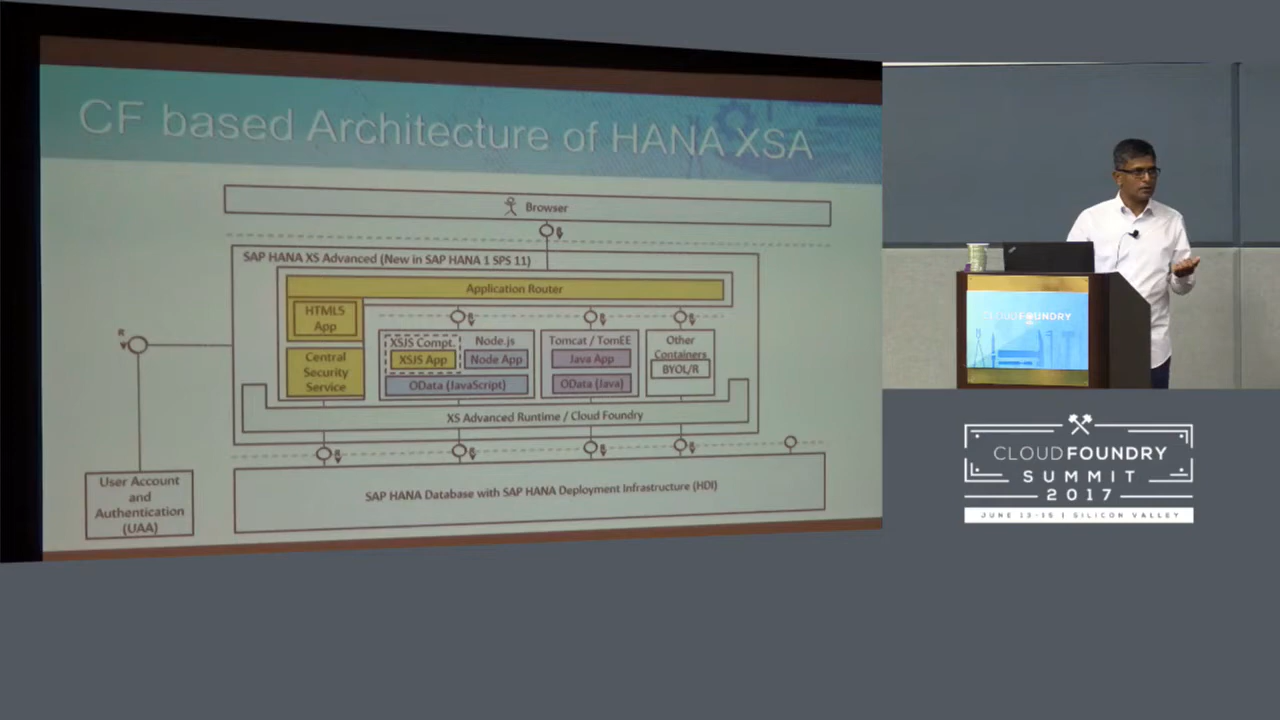 CF based Architecture of HANA XSA
Browser
SAP HANA XS Advanced (New in SAP HANA 1 SPS 11)
Application Router
HTML5
App
Central
Security
Service
XSJS Compt.
XSJS App
Node.js
Node App
OData (JavaScript)
Tomcat / TomEE
Java App
OData (Java)
Other
Containers
BYOL/R
XS Advanced Runtime / Cloud Foundry
R
User Account
and
Authentication
(UAA)
SAP HANA Database with SAP HANA Deployment Infrastructure (HDI)
CLOUD FOUNDRY
CLOUD FOUNDRY
SUMMIT
2017
JUNE 13-15 | SILICON VALLEY